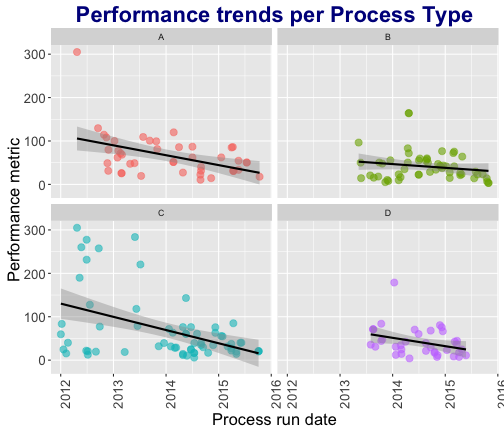 Performance trends per Process Type
A
B
300
200
100
0
C
D
300
200
100
0
2012
2013
2014
2015
2016
2012
2013
2014
2015
2016
Performance metric
Process run date